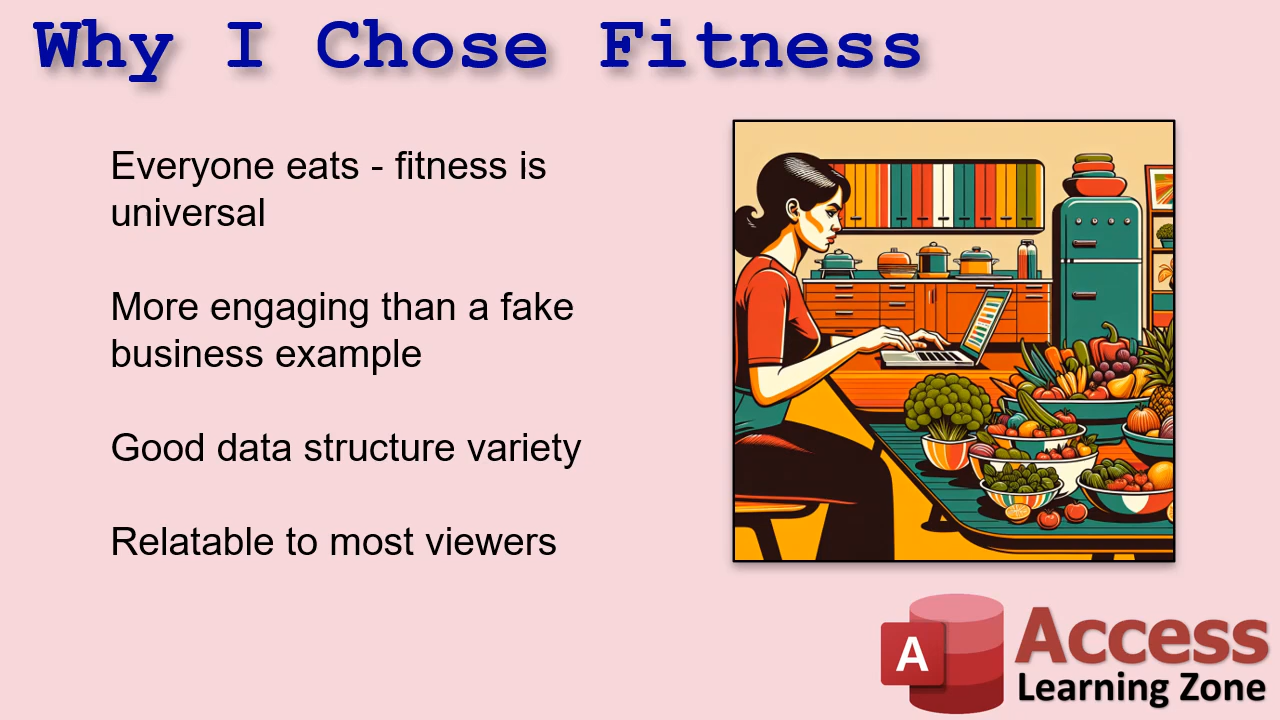 Why I Chose Fitness
Everyone eats - fitness is
universal
More engaging than a fake
business example
Good data structure variety
Relatable to most viewers
A
Access
Learning Zone